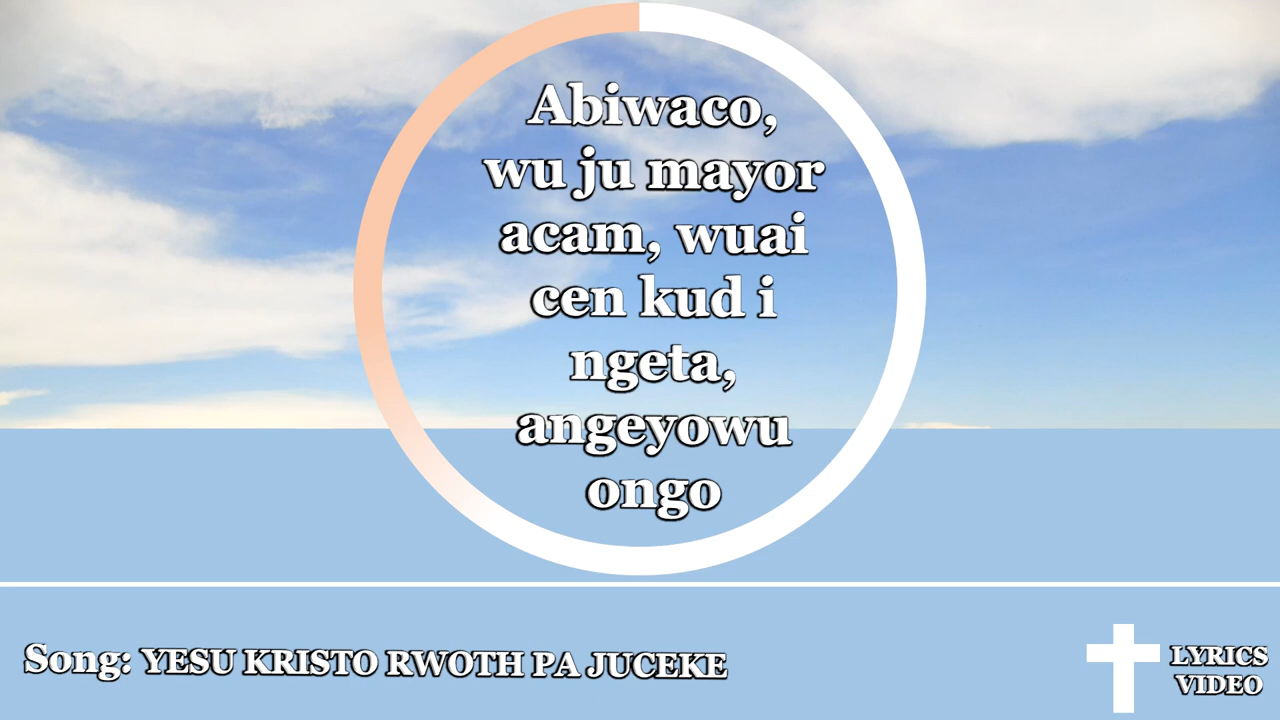 Abiwaco,
wu ju mayor
acam, wuai
cen kud i
ngeta,
angeyowu
ongo
Song: YESU KRISTO RWOTH PA JUCEKE
LYRICS
VIDEO